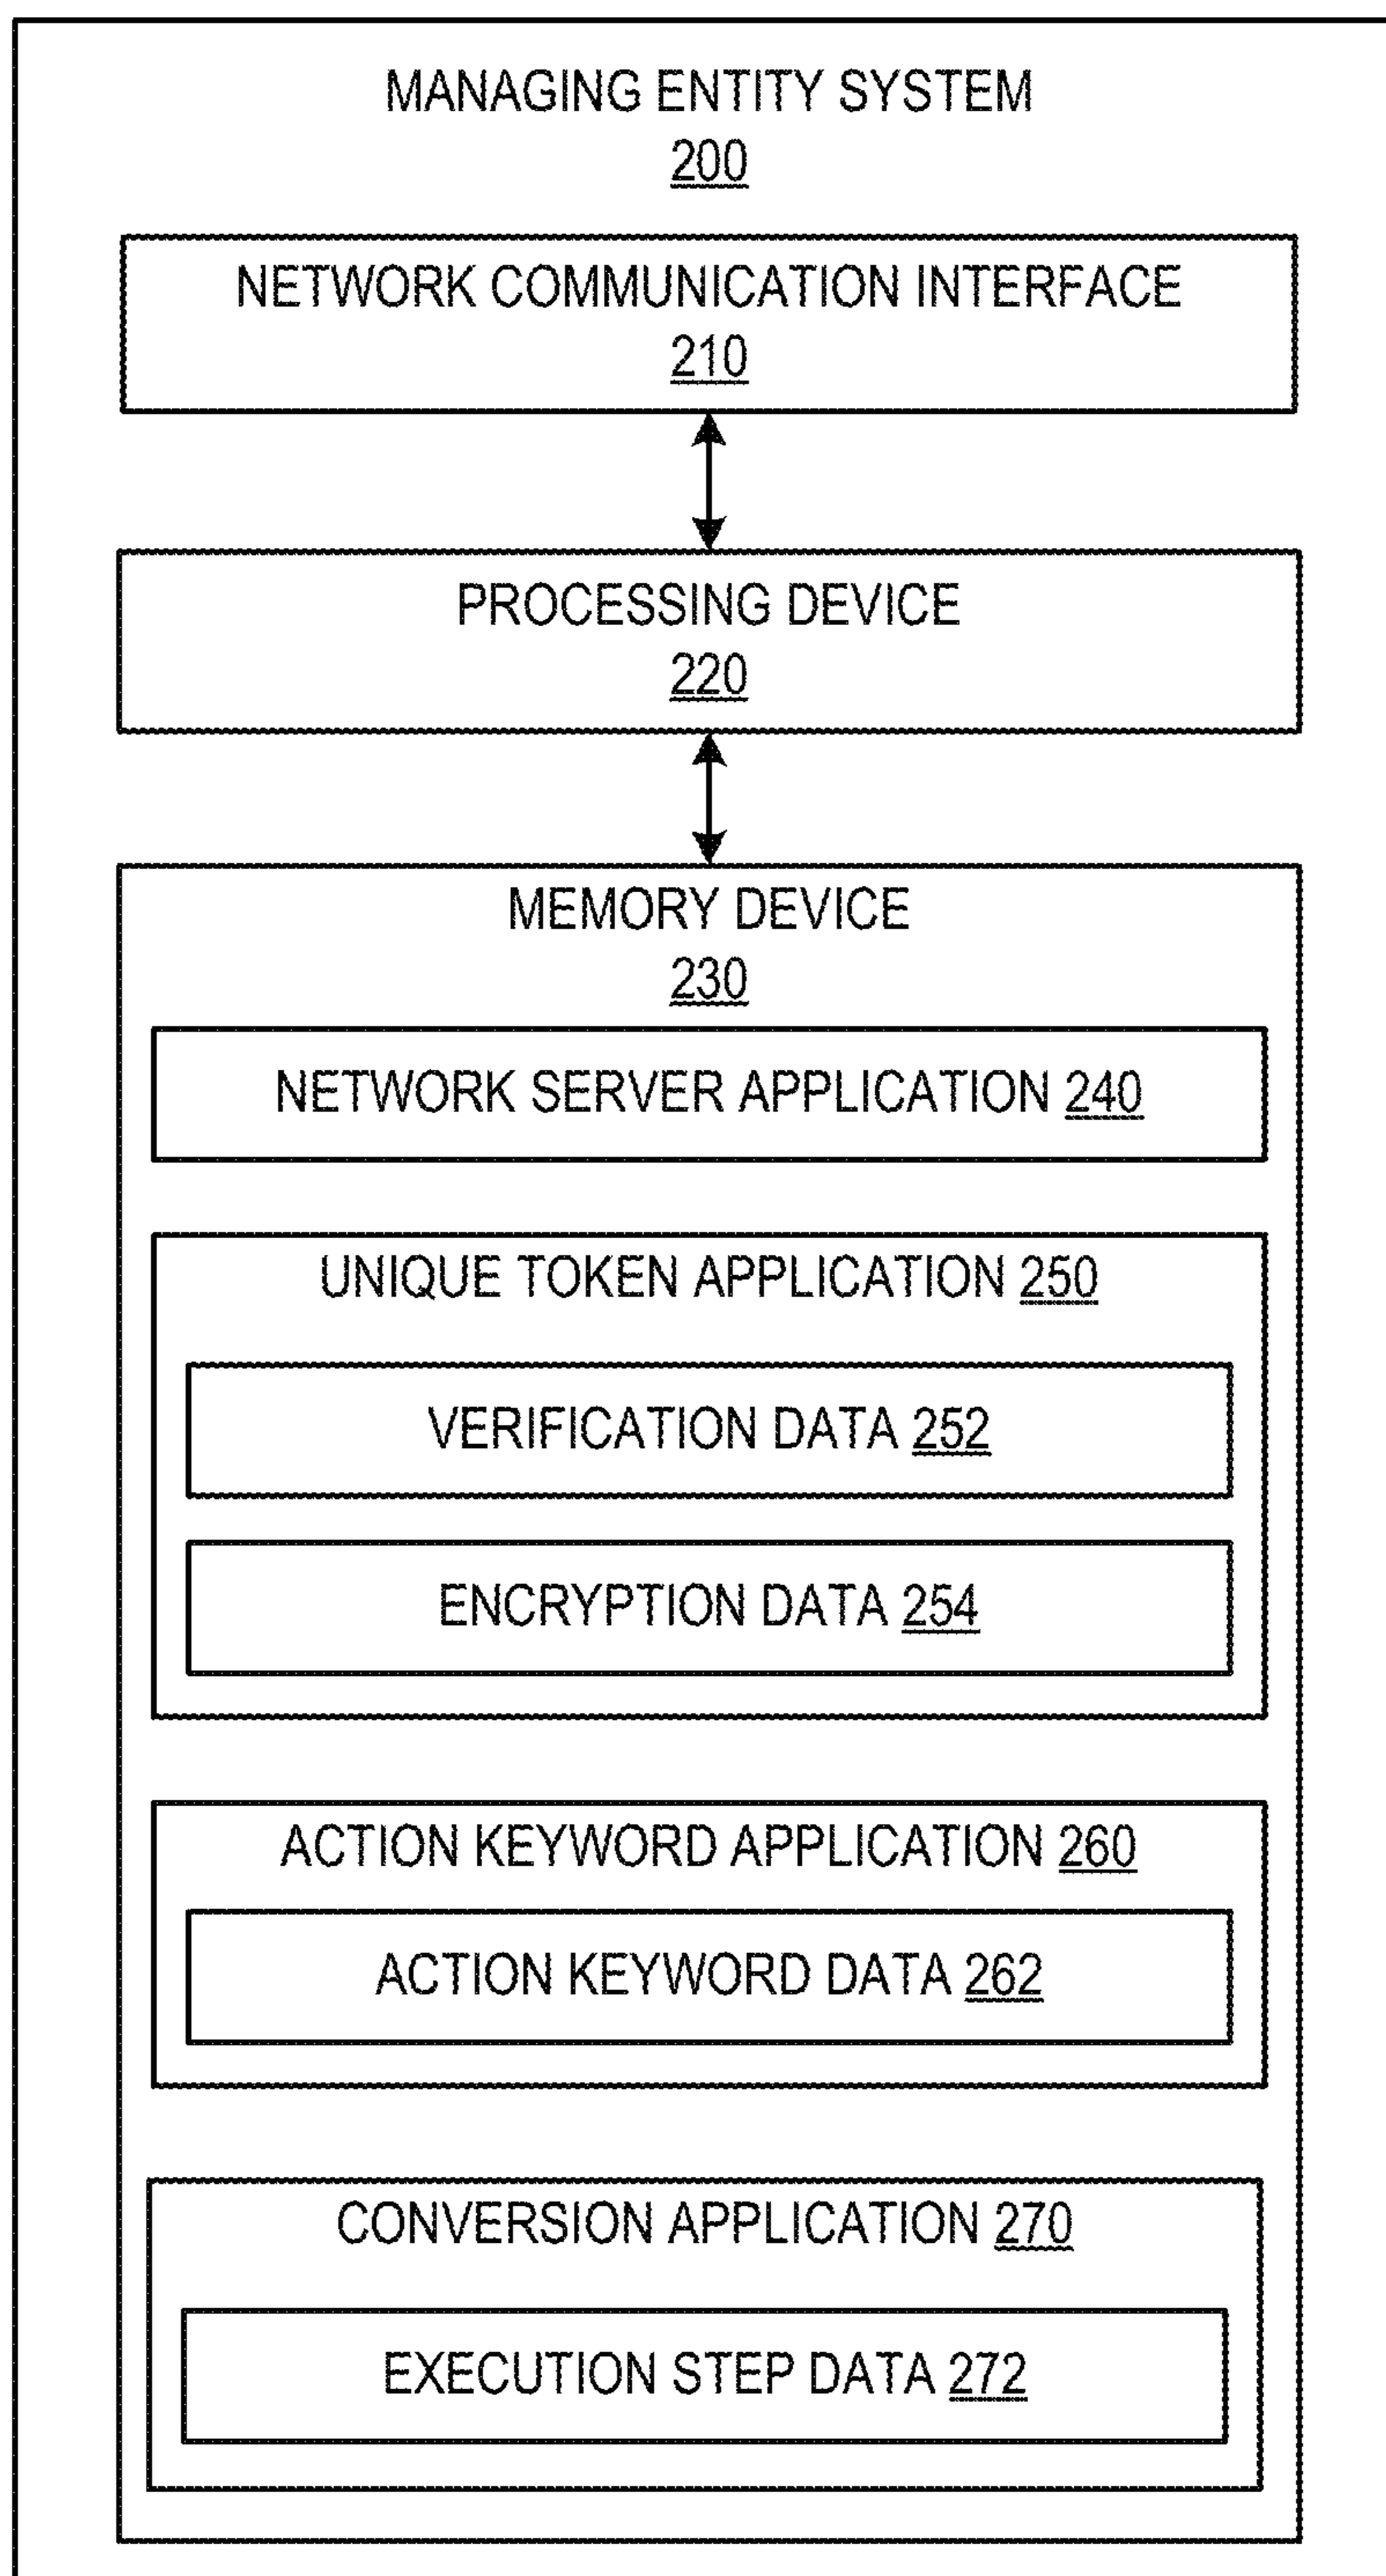 MANAGING ENTITY SYSTEM
200
NETWORK COMMUNICATION INTERFACE
210
PROCESSING DEVICE
220
MEMORY DEVICE
230
NETWORK SERVER APPLICATION 240
UNIQUE TOKEN APPLICATION 250
VERIFICATION DATA 252
ENCRYPTION DATA 254
ACTION KEYWORD APPLICATION 260
ACTION KEYWORD DATA 262
CONVERSION APPLICATION 270
EXECUTION STEP DATA 272